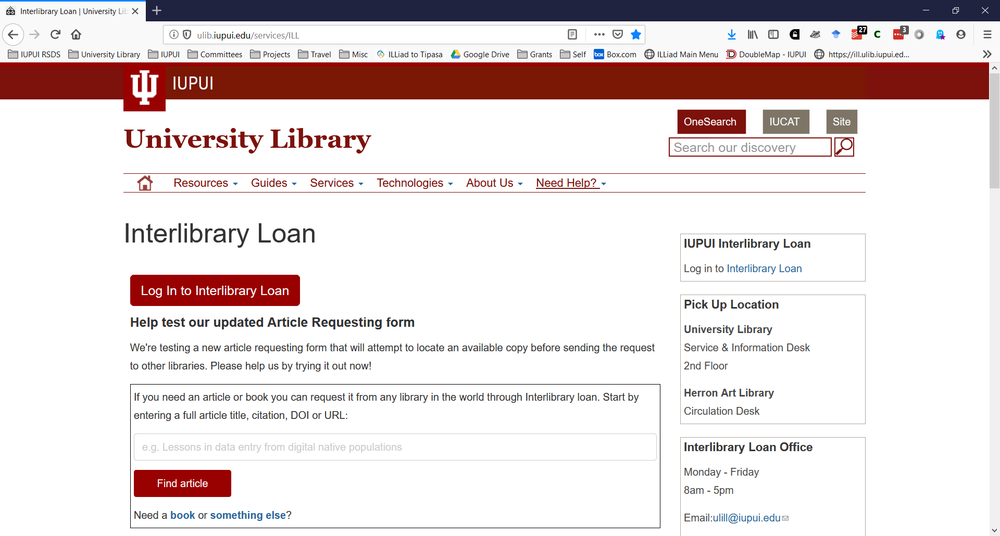 Interlibrary Loan | University Lib
ulib.iupui.edu/services/ILL
27
3
IUPUI RSDS University Library IUPUI Committees Projects Travel Misc ILLiad to Tipasa Google Drive Grants Self box Box.com ILLiad Main Menu DoubleMap - IUPUI https://ill.ulib.iupui.ed...
IUPUI
OneSearch IUCAT Site
University Library
Search our discovery
Resources Guides Services Technologies About Us Need Help?
Interlibrary Loan
Log In to Interlibrary Loan
Help test our updated Article Requesting form
We're testing a new article requesting form that will attempt to locate an available copy before sending the request
to other libraries. Please help us by trying it out now!
If you need an article or book you can request it from any library in the world through Interlibrary loan. Start by
entering a full article title, citation, DOI or URL:
e.g. Lessons in data entry from digital native populations
Find article
Need a book or something else?
IUPUI Interlibrary Loan
Log in to Interlibrary Loan
Pick Up Location
University Library
Service & Information Desk
2nd Floor
Herron Art Library
Circulation Desk
Interlibrary Loan Office
Monday - Friday
8am - 5pm
Email:ulill@iupui.edu